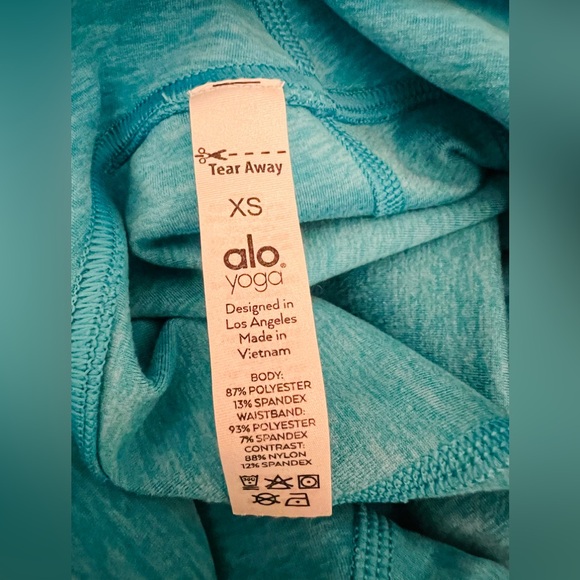 Tear Away
XS
alo®
yoga
Designed in
Los Angeles
Made in
Vietnam
BODY:
87% POLYESTER
13% SPANDEX
WAISTBAND:
93% POLYESTER
7% SPANDEX
CONTRAST:
88% NYLON
12% SPANDEX